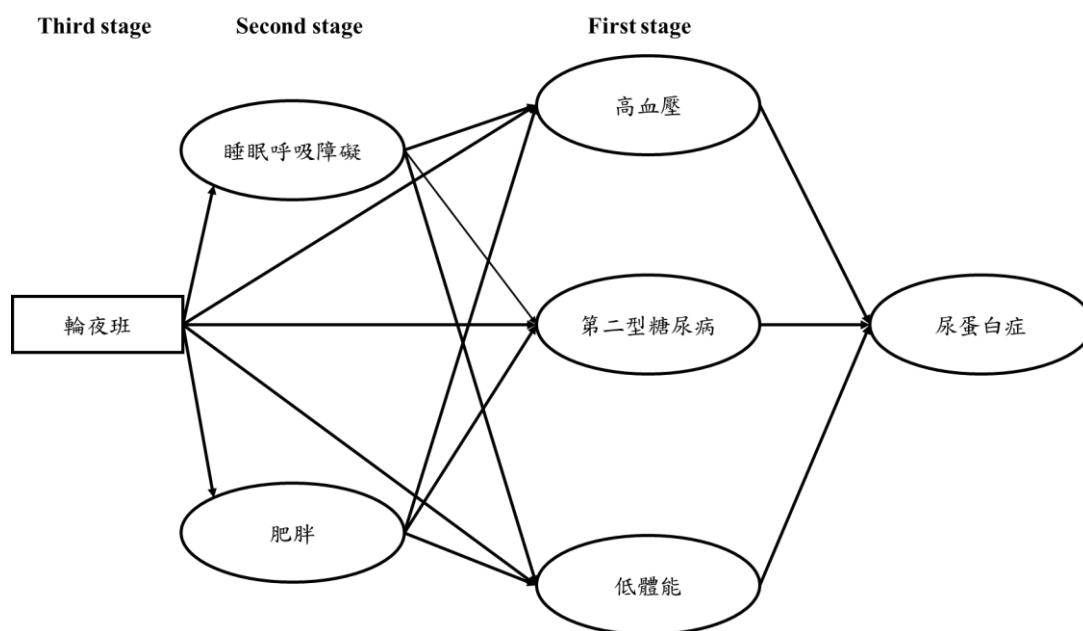 Third stage
Second stage
First stage
高血壓
睡眠呼吸障礙
輪夜班
第二型糖尿病
尿蛋白症
肥胖
低體能